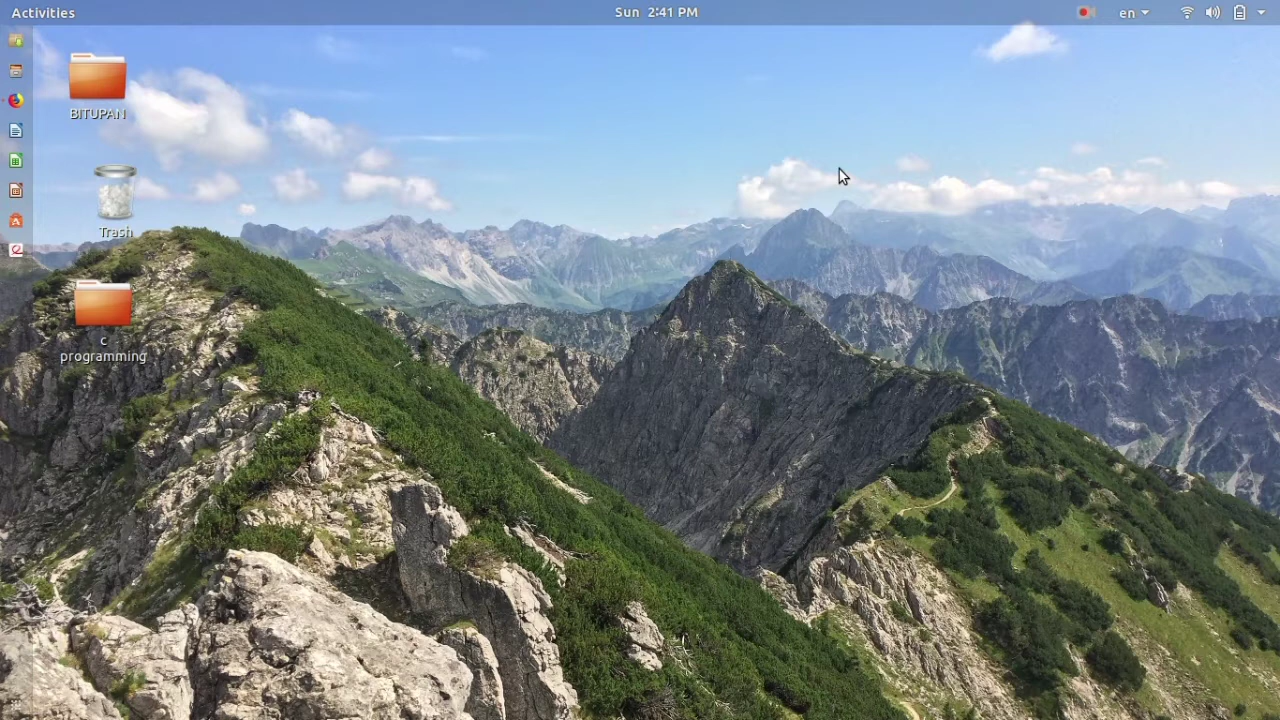 Activities
Sun 2:41 PM
en
BITUPAN
Trash
c
programming